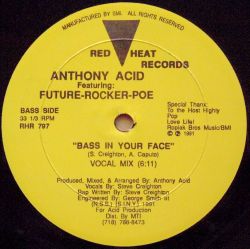 MANUFACTURED BY SMI. ALL RIGHTS RESERVED
RED HEAT
RECORDS
ANTHONY ACID
Featuring:
FUTURE-ROCKER-POE
BASS SIDE
33 1/3 RPM
RHR 797
Special Thanx:
To the Host Highly
Pop
Love Life!
Ropiak Bros Music/BMI
© 1991
"BASS IN YOUR FACE"
(S. Creighton, A. Caputo)
VOCAL MIX (6:11)
Produced, Mixed, & Arranged By: Anthony Acid
Vocals By: Steve Creighton
Rap Written By: Steve Creighton
Engineered By: George Smith at
For Acid Production
Dist. By MTI
(718) 786-8473